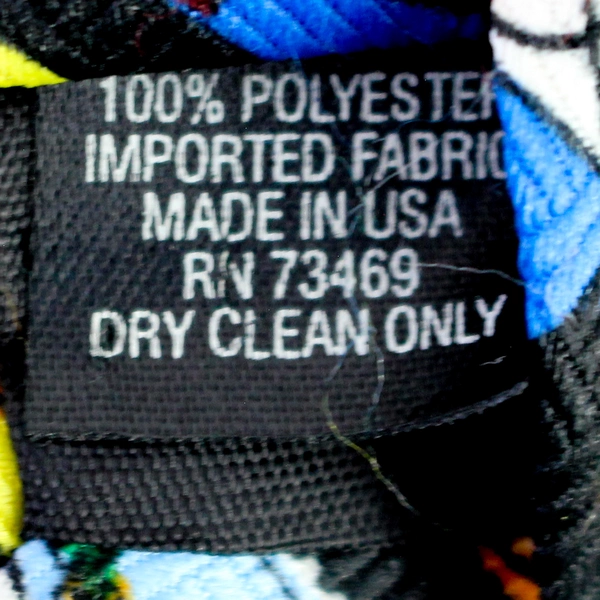 100% POLYESTER
IMPORTED FABRIC
MADE IN USA
RN 73469
DRY CLEAN ONLY